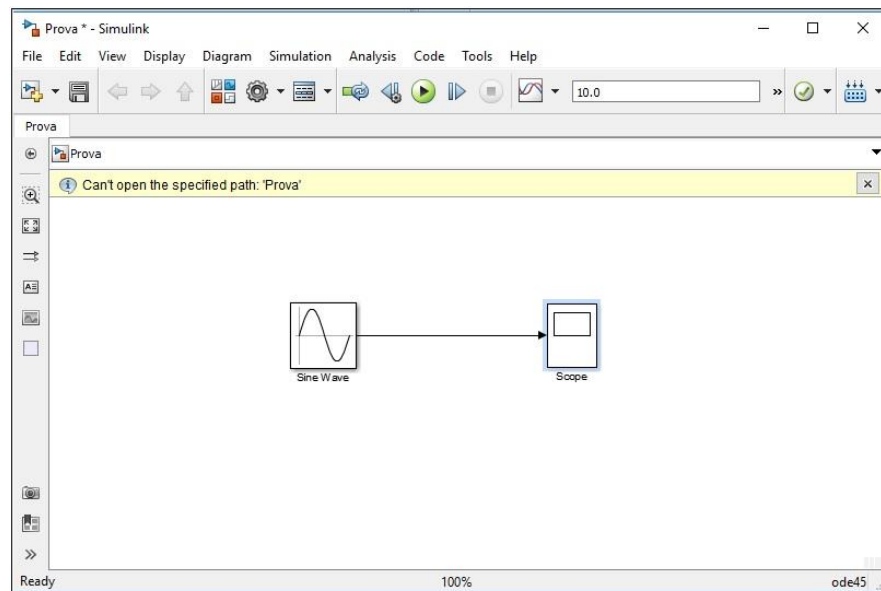 Prova * - Simulink
File Edit View Display Diagram Simulation Analysis Code Tools Help
10.0 »
Prova
Prova
Can't open the specified path: 'Prova'
Sine Wave
Scope
Ready 100% ode45